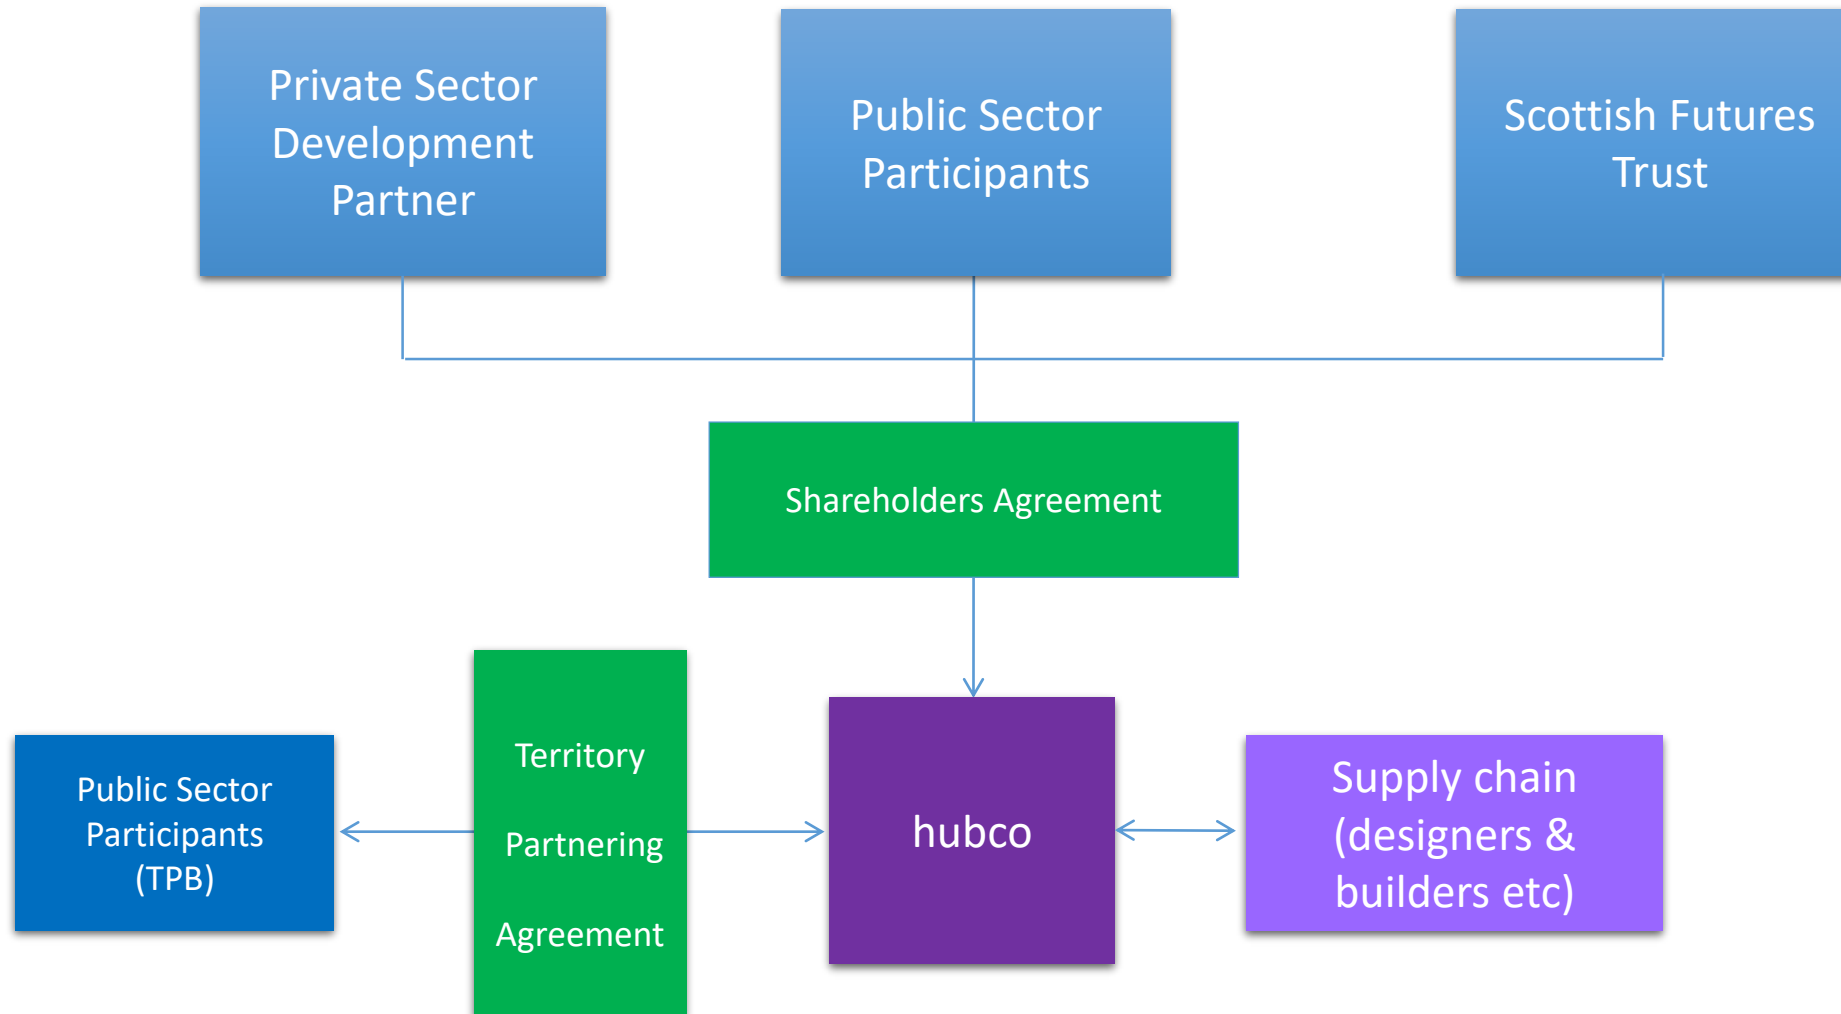 Private Sector
Development
Partner
Public Sector
Participants
Scottish Futures
Trust
Shareholders Agreement
Public Sector
Participants
(TPB)
Territory
Partnering
Agreement
hubco
Supply chain
(designers &
builders etc)